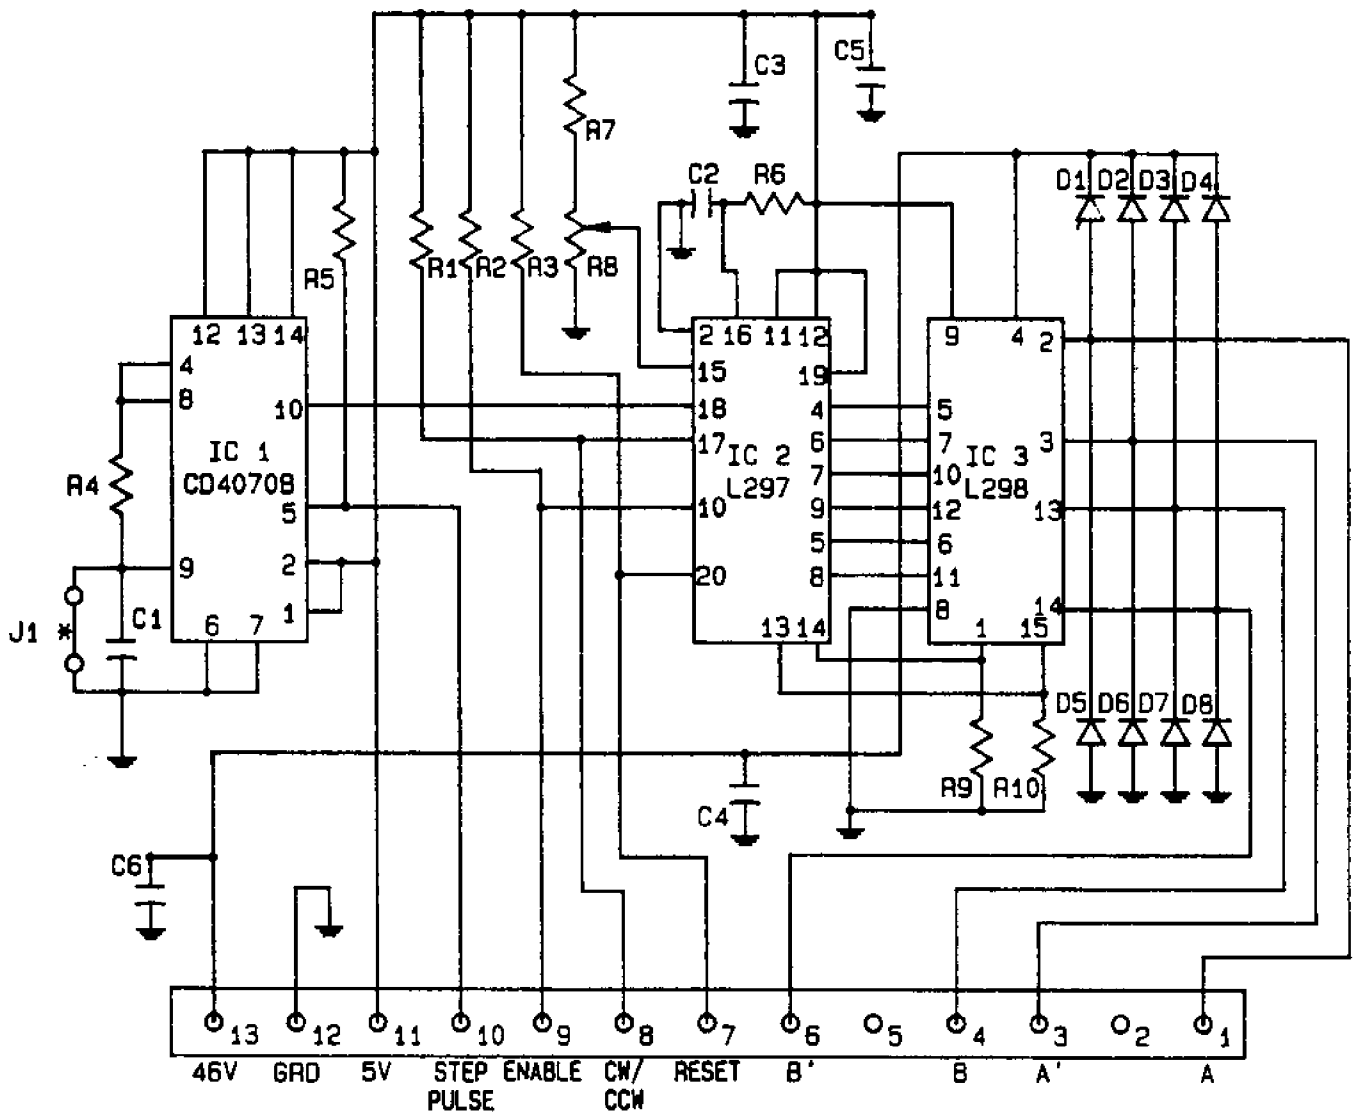 C5
C3
R7
C2 R6
D1 D2 D3 D4
R5 R1 R2 R3 R8
12 13 14
2 16 11 12
9 4 2
4
15
19
8
10
18
4
5
17
6
7
3
IC 1
IC 2
IC 3
CD4070B
L297
7
10
L298
R4
5
10
9
12
13
5
6
9
2
20
8
11
1
8
14
J1 * C1
6 7
13 14
1 15
D5 D6 D7 D8
R9 R10
C4
C6
13 12 11 10 9 8 7 6 5 4 3 2 1
46V GRD 5V STEP ENABLE CW/ RESET B' B A' A
PULSE CCW